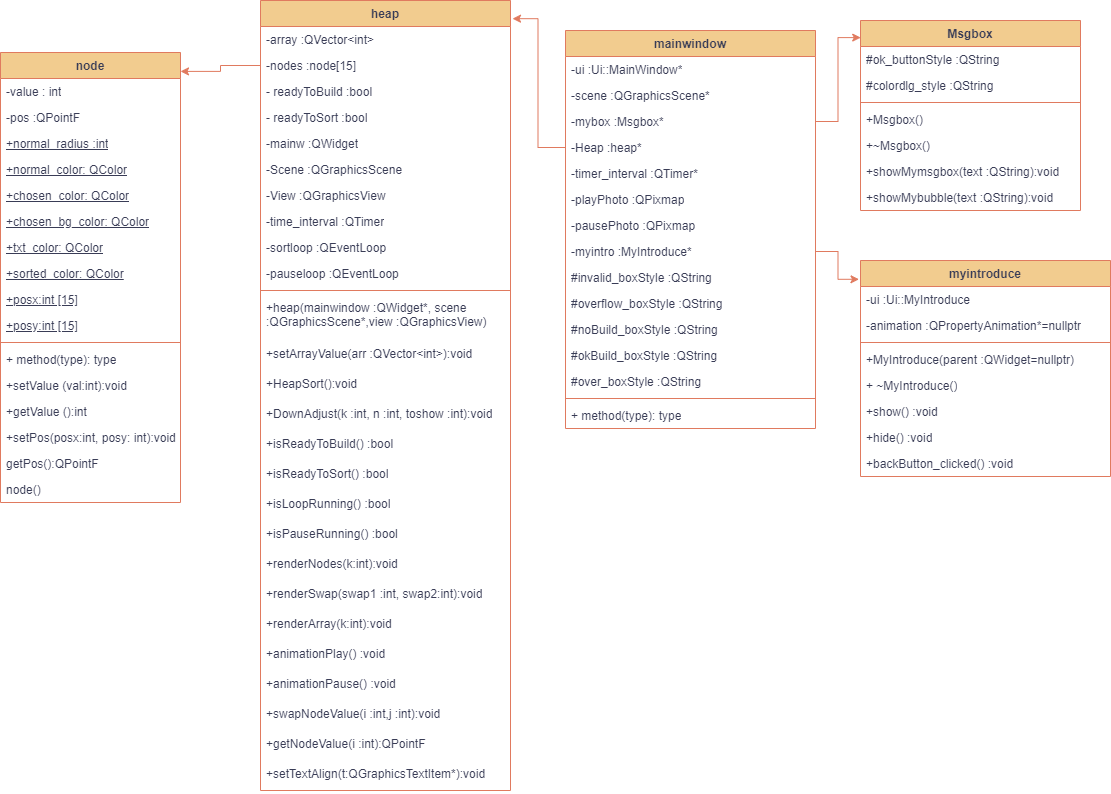 node
-value : int
-pos :QPointF
+normal_radius :int
+normal_color: QColor
+chosen_color: QColor
+chosen_bg_color: QColor
+txt_color: QColor
+sorted_color: QColor
+posx:int [15]
+posy:int [15]
+ method(type): type
+setValue (val:int):void
+getValue ():int
+setPos(posx:int, posy: int):void
getPos():QPointF
node()
heap
-array :QVector<int>
-nodes :node[15]
- readyToBuild :bool
- readyToSort :bool
-mainw :QWidget
-Scene :QGraphicsScene
-View :QGraphicsView
-time_interval :QTimer
-sortloop :QEventLoop
-pauseloop :QEventLoop
+heap(mainwindow :QWidget*, scene
:QGraphicsScene*,view :QGraphicsView)
+setArrayValue(arr :QVector<int>):void
+HeapSort():void
+DownAdjust(k :int, n :int, toshow :int):void
+isReadyToBuild() :bool
+isReadyToSort() :bool
+isLoopRunning() :bool
+isPauseRunning() :bool
+renderNodes(k:int):void
+renderSwap(swap1 :int, swap2:int):void
+renderArray(k:int):void
+animationPlay() :void
+animationPause() :void
+swapNodeValue(i :int,j :int):void
+getNodeValue(i :int):QPointF
+setTextAlign(t:QGraphicsTextItem*):void
mainwindow
-ui :Ui::MainWindow*
-scene :QGraphicsScene*
-mybox :Msgbox*
-Heap :heap*
-timer_interval :QTimer*
-playPhoto :QPixmap
-pausePhoto :QPixmap
-myintro :MyIntroduce*
#invalid_boxStyle :QString
#overflow_boxStyle :QString
#noBuild_boxStyle :QString
#okBuild_boxStyle :QString
#over_boxStyle :QString
+ method(type): type
Msgbox
#ok_buttonStyle :QString
#colordlg_style :QString
+Msgbox()
+~Msgbox()
+showMymsgbox(text :QString):void
+showMybubble(text :QString):void
myintroduce
-ui :Ui::MyIntroduce
-animation :QPropertyAnimation*=nullptr
+MyIntroduce(parent :QWidget=nullptr)
+ ~MyIntroduce()
+show() :void
+hide() :void
+backButton_clicked() :void